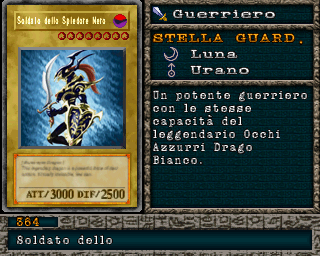 Soldato dello Spledore Nero
ATT/3000 DIF/2500
Guerriero
STELLA GUARD.
Luna
Urano
Un potente guerriero
con le stesse
capacità del
leggendario Occhi
Azzurri Drago
Bianco.
364
Soldato dello